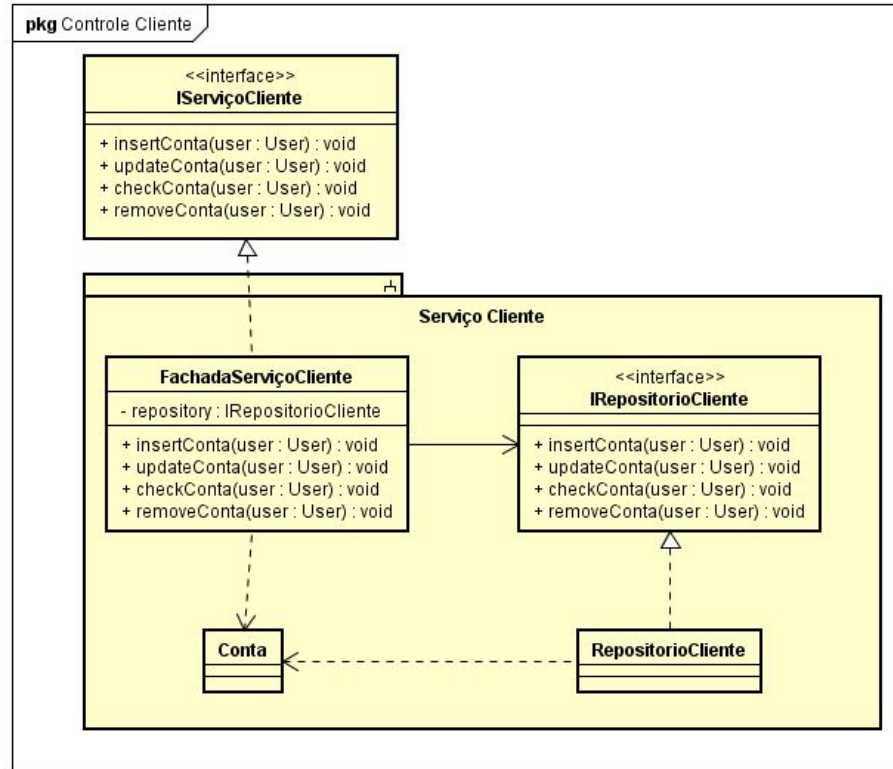 pkg Controle Cliente
<<interface>>
IServiçoCliente
+ insertConta(user : User) : void
+ updateConta(user : User) : void
+ checkConta(user : User) : void
+ removeConta(user : User) : void
Serviço Cliente
FachadaServiçoCliente
- repository : IRepositorioCliente
+ insertConta(user : User) : void
+ updateConta(user : User) : void
+ checkConta(user : User) : void
+ removeConta(user : User) : void
<<interface>>
IRepositorioCliente
+ insertConta(user : User) : void
+ updateConta(user : User) : void
+ checkConta(user : User) : void
+ removeConta(user : User) : void
Conta
RepositorioCliente